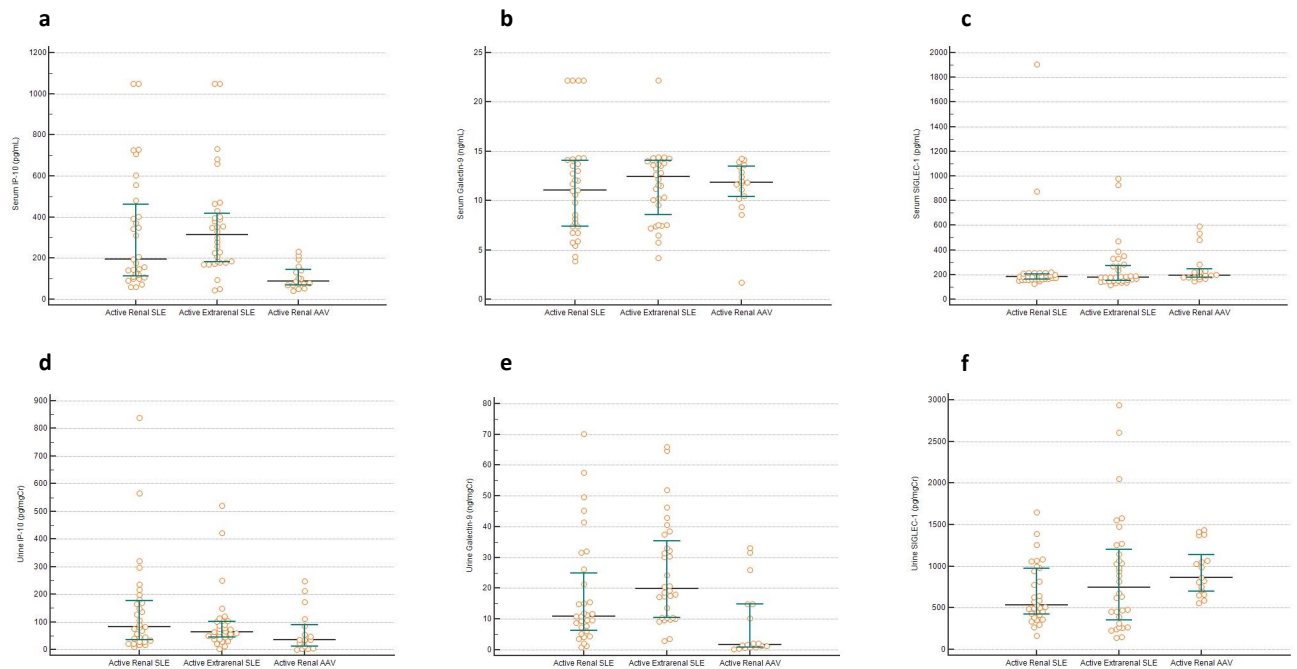 a
1200
1000
800
600
400
200
0
Serum IP-10 (pg/mL)
Active Renal SLE Active Extrarenal SLE Active Renal AAV
b
25
20
15
10
5
0
Serum Galectin-9 (ng/mL)
Active Renal SLE Active Extrarenal SLE Active Renal AAV
c
2000
1800
1600
1400
1200
1000
800
600
400
200
0
Serum SIGLEC-1 (pg/mL)
Active Renal SLE Active Extrarenal SLE Active Renal AAV
d
900
800
700
600
500
400
300
200
100
0
Urine IP-10 (pg/mgCr)
Active Renal SLE Active Extrarenal SLE Active Renal AAV
e
80
70
60
50
40
30
20
10
0
Urine Galectin-9 (ng/mgCr)
Active Renal SLE Active Extrarenal SLE Active Renal AAV
f
3000
2500
2000
1500
1000
500
0
Urine SIGLEC-1 (pg/mgCr)
Active Renal SLE Active Extrarenal SLE Active Renal AAV